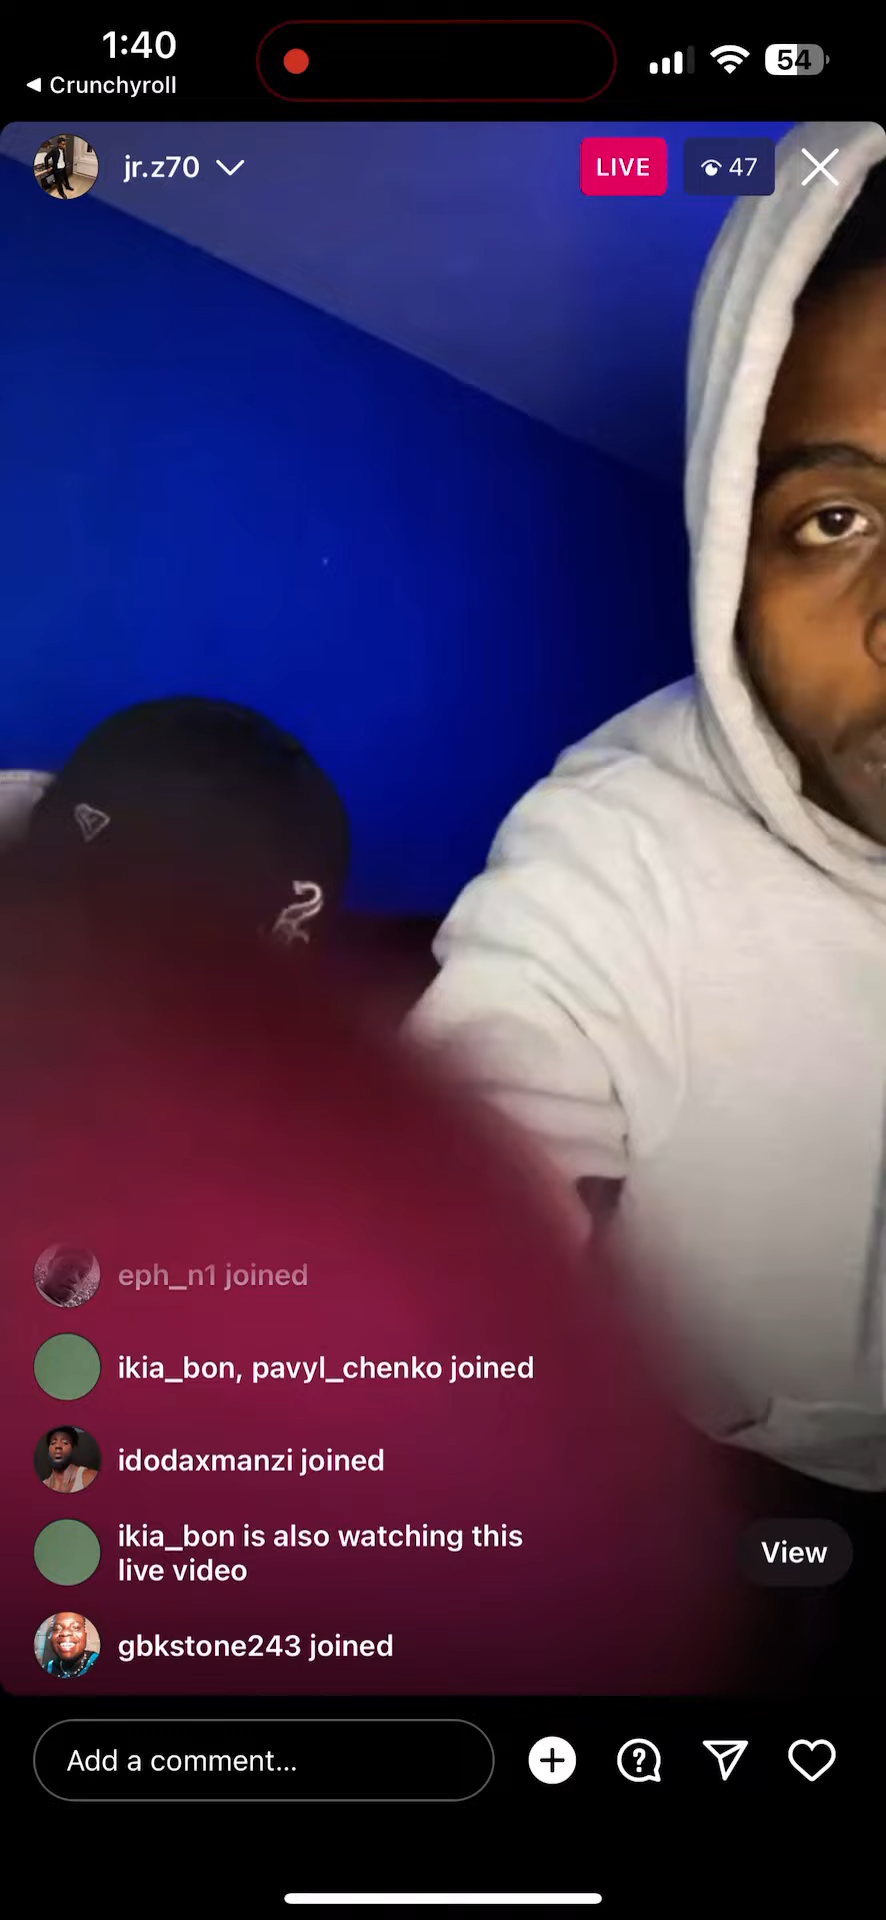 1:40
54
◀ Crunchyroll
jr.z70
LIVE
47
eph_n1 joined
ikia_bon, pavyl_chenko joined
idodaxmanzi joined
ikia_bon is also watching this
live video
View
gbkstone243 joined
Add a comment...